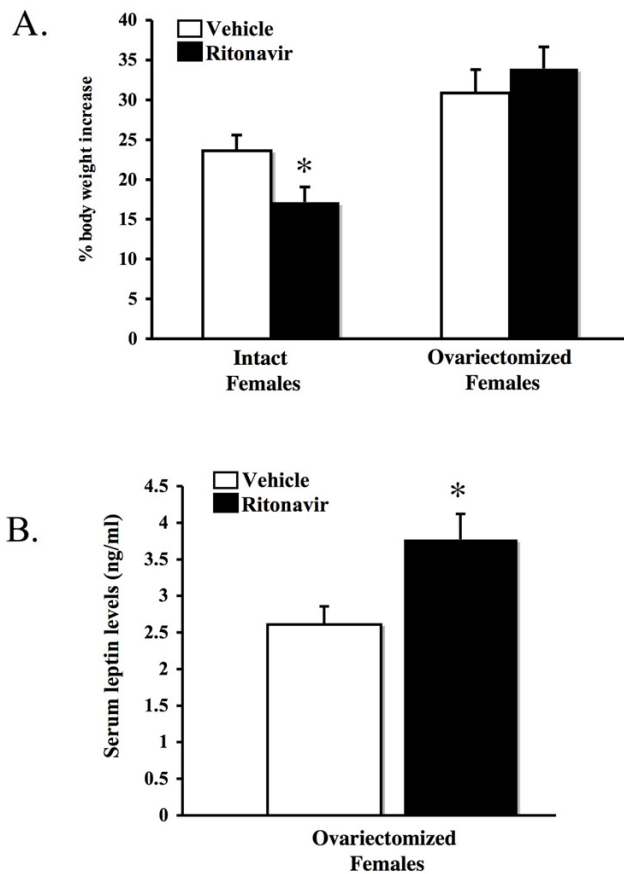 A.
Vehicle
Ritonavir
% body weight increase
40
35
30
25
20
15
10
5
0
*
Intact
Females
Ovariectomized
Females
B.
Vehicle
Ritonavir
Serum leptin levels (ng/ml)
4.5
4
3.5
3
2.5
2
1.5
1
0.5
0
*
Ovariectomized
Females